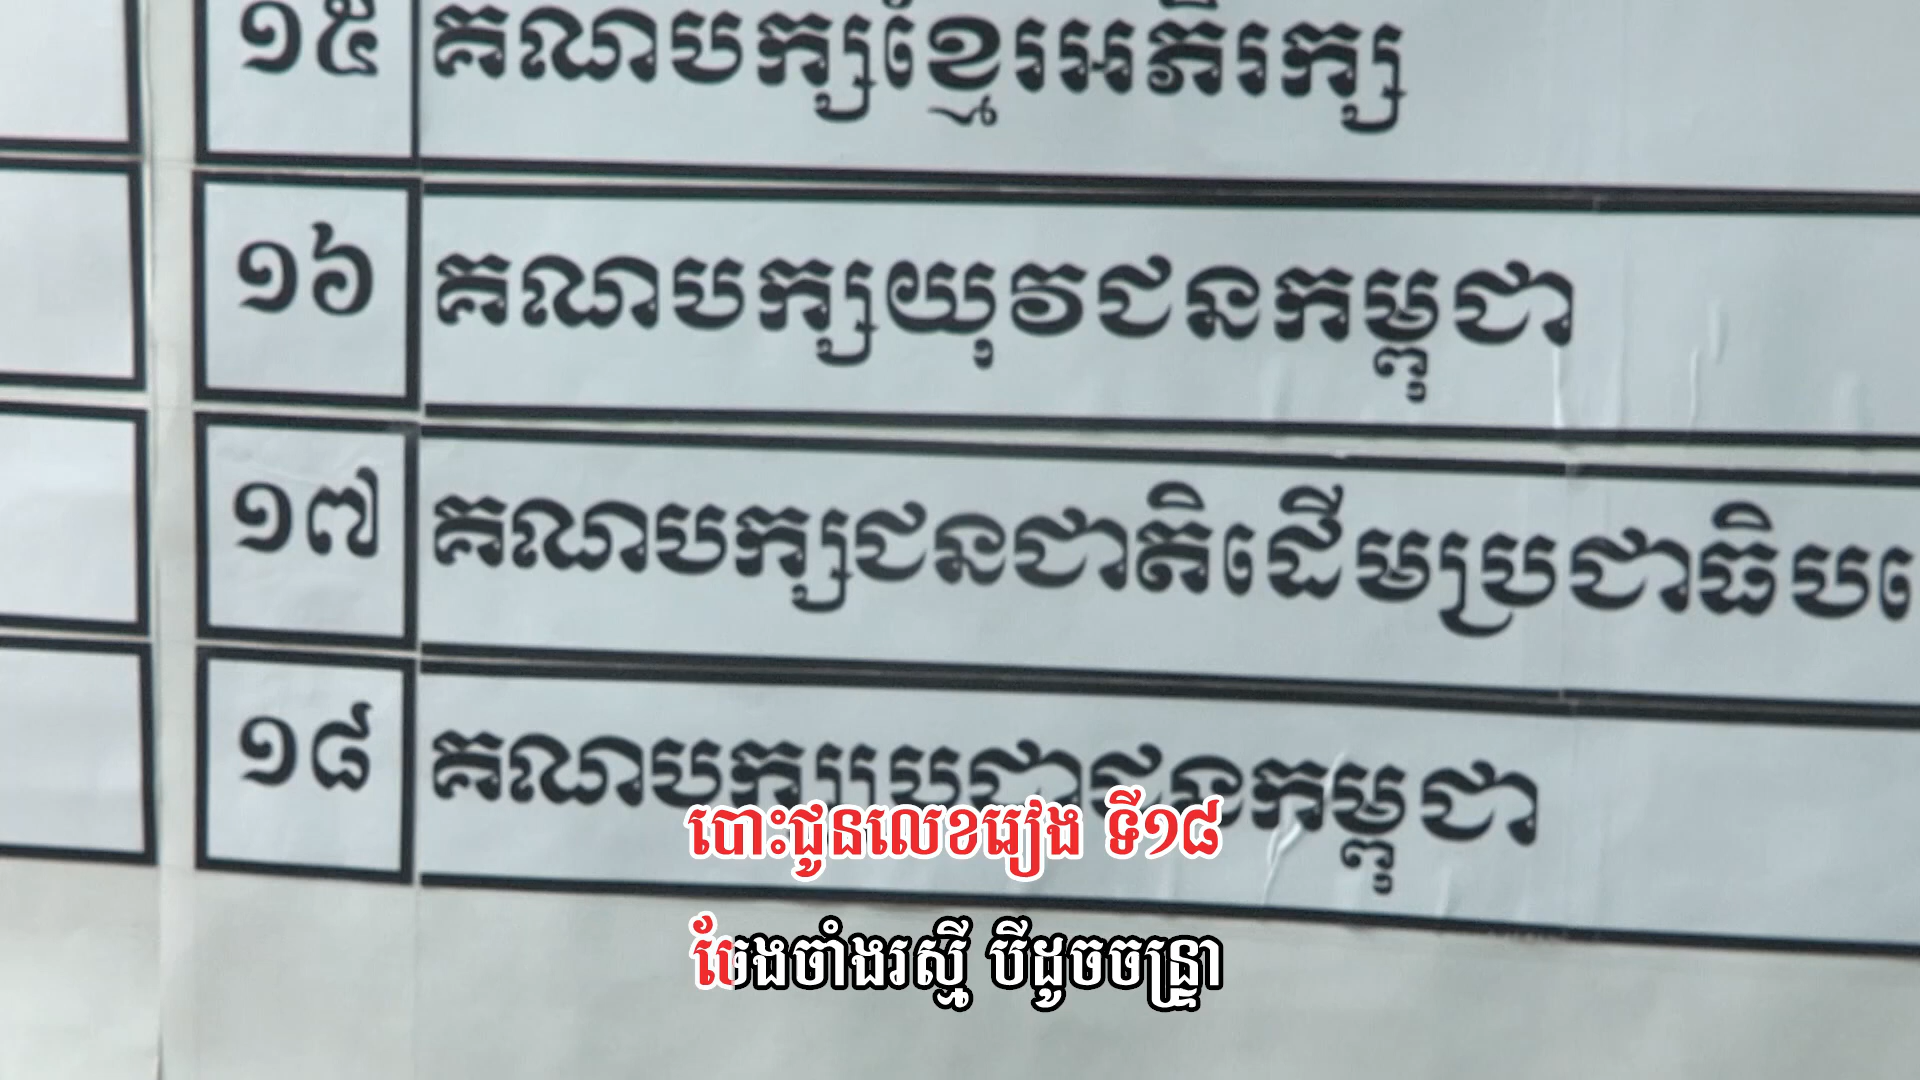 ១៥ គណបក្សខ្មែរអភិរក្ស
១៦ គណបក្សយុវជនកម្ពុជា
១៧ គណបក្សជនជាតិដើមប្រជាធិប
១៨ គណបក្សប្រជាជនកម្ពុជា
បោះជូនលេខរៀង ទី១៨
ចែងចាំងរស្មី បីដូចចន្ទ្រា